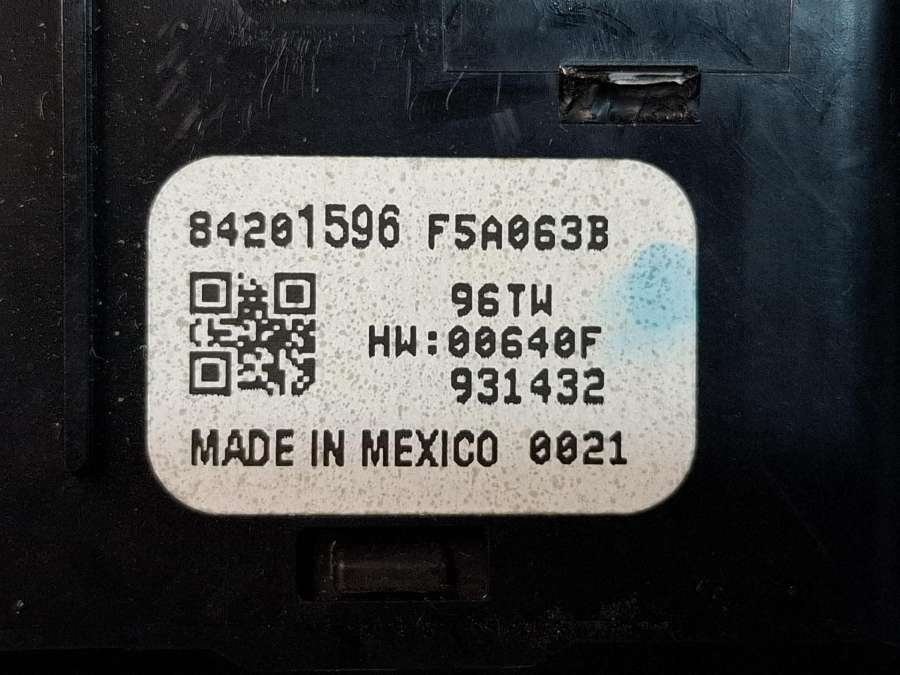 84201596 F5A063B
96TW
HW:00640F
931432
MADE IN MEXICO 0021